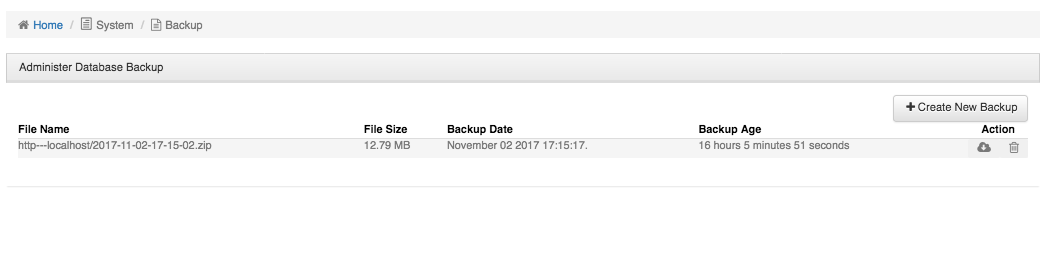 Home / System / Backup
Administer Database Backup
+ Create New Backup
File Name File Size Backup Date Backup Age Action
http---localhost/2017-11-02-17-15-02.zip 12.79 MB November 02 2017 17:15:17. 16 hours 5 minutes 51 seconds